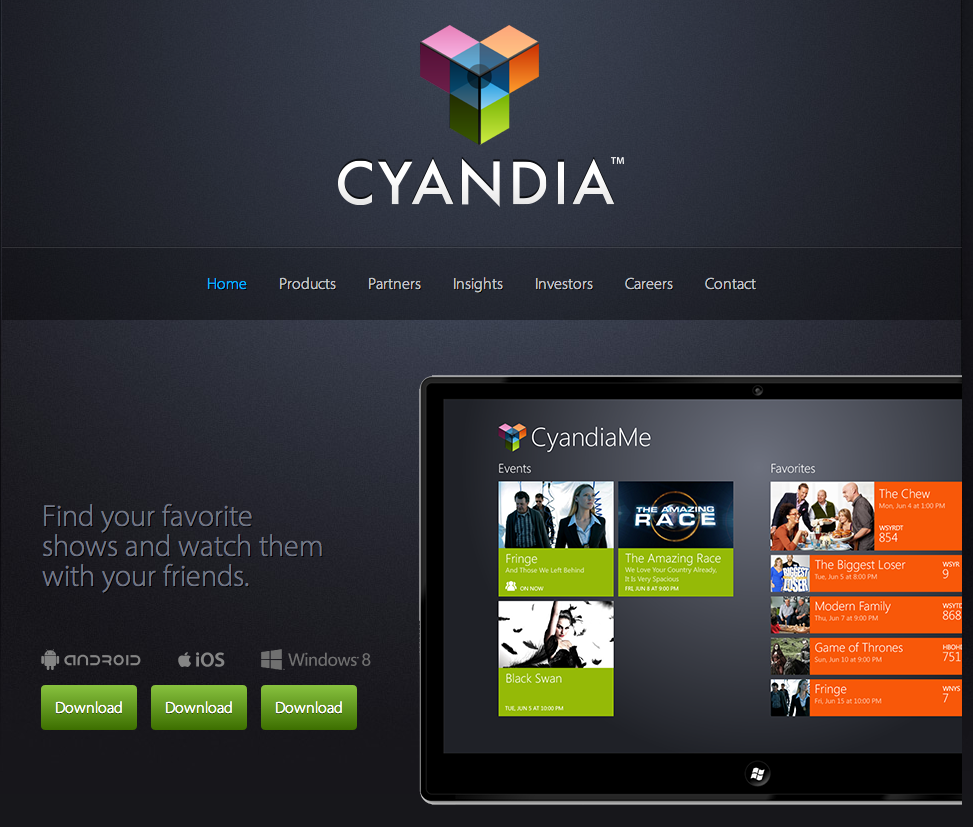 CYANDIA™
Home Products Partners Insights Investors Careers Contact
Find your favorite
shows and watch them
with your friends.
android iOS Windows 8
Download Download Download
CyandiaMe
Events
THE AMAZING
RACE
Fringe
And Those We Left Behind
ON NOW
The Amazing Race
We Love Your Country Already,
It Is Very Spacious
FRI, JUN 8 AT 9:00 PM
Black Swan
TUE, JUN 5 AT 10:00 PM
Favorites
The Chew
Mon, Jun 4 at 1:00 PM
WSYRDT
854
BIGGEST
LOSER
The Biggest Loser
Tue, Jun 5 at 8:00 PM
WSYR
9
Modern Family
Thu, Jun 7 at 9:00 PM
WSYTD
868
Game of Thrones
Sun, Jun 10 at 9:00 PM
HBOH
751
Fringe
Fri, Jun 15 at 10:00 PM
WNYS
7